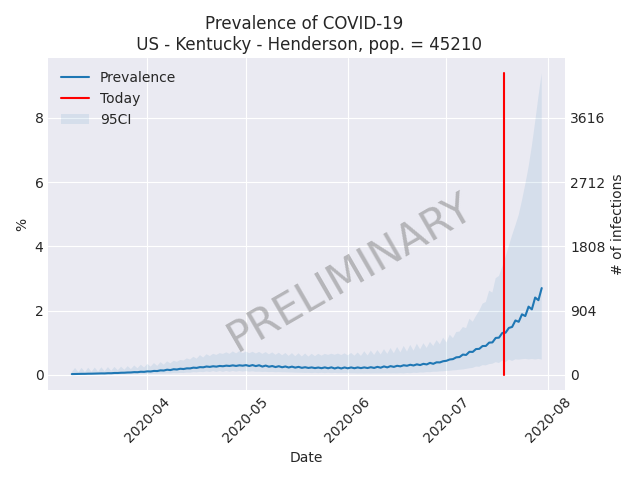 Prevalence of COVID-19
US - Kentucky - Henderson, pop. = 45210
Prevalence
Today
95CI
8
6
4
2
0
%
3616
2712
1808
904
0
# of infections
PRELIMINARY
2020-04
2020-05
2020-06
2020-07
2020-08
Date